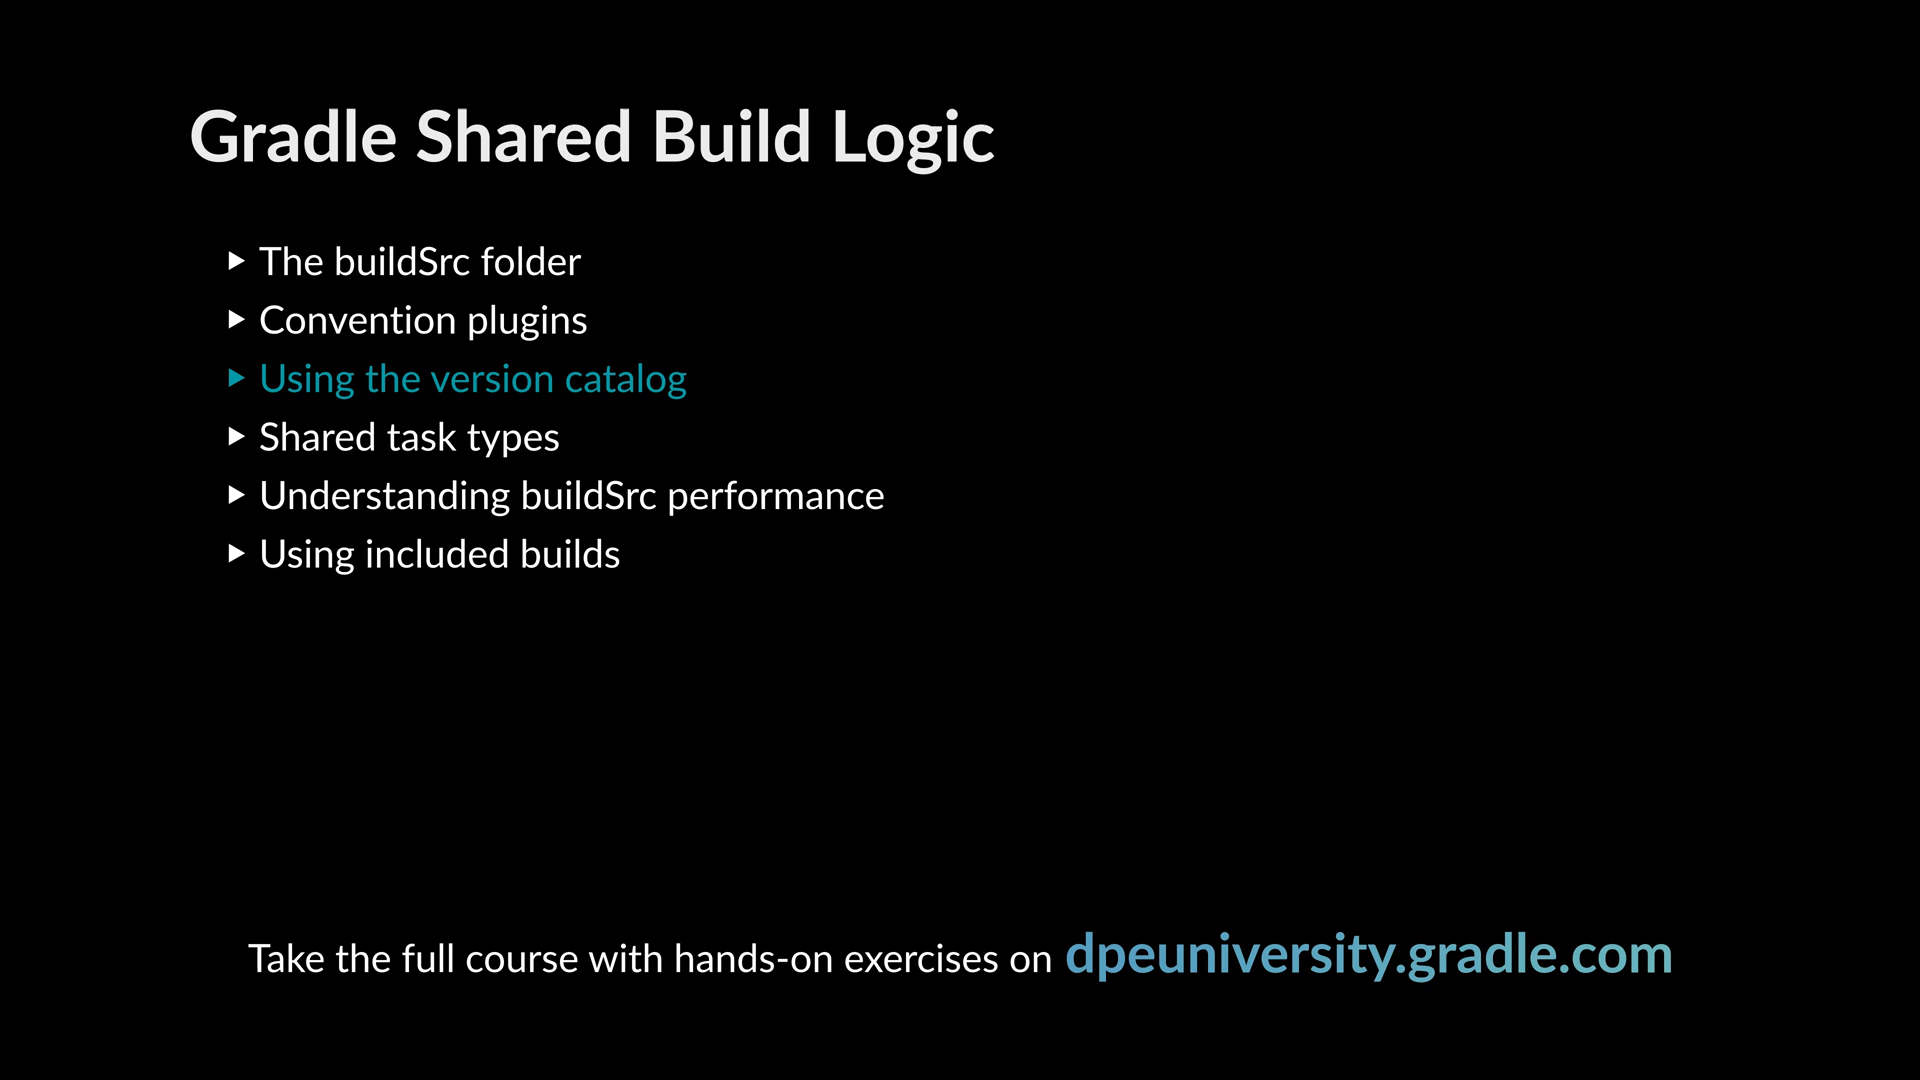 Gradle Shared Build Logic
The buildSrc folder
Convention plugins
Using the version catalog
Shared task types
Understanding buildSrc performance
Using included builds
Take the full course with hands-on exercises on dpeuniversity.gradle.com